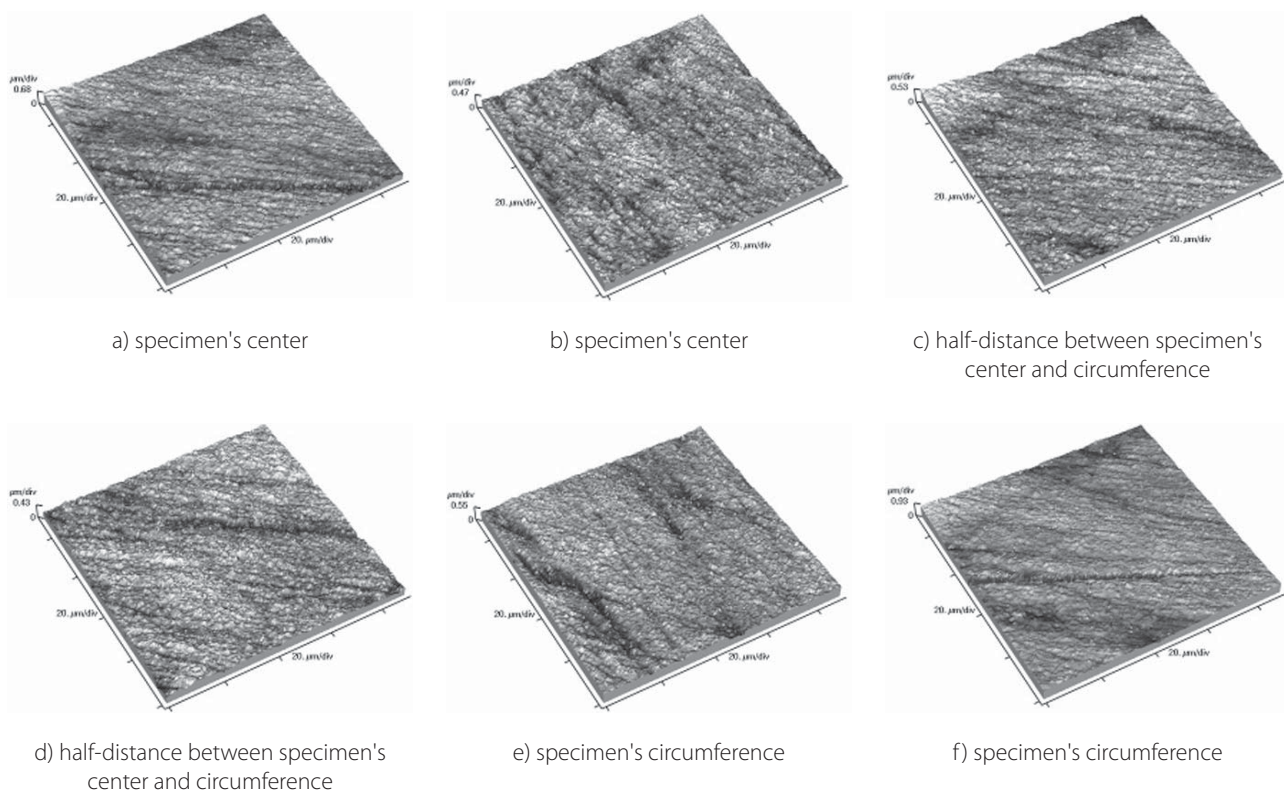 µm/div
0.68
0
20. µm/div
20. µm/div
a) specimen's center
µm/div
0.47
0
20. µm/div
20. µm/div
b) specimen's center
µm/div
0.53
0
20. µm/div
20. µm/div
c) half-distance between specimen's
center and circumference
µm/div
0.43
0
20. µm/div
20. µm/div
d) half-distance between specimen's
center and circumference
µm/div
0.55
0
20. µm/div
20. µm/div
e) specimen's circumference
µm/div
0.93
0
20. µm/div
20. µm/div
f) specimen's circumference